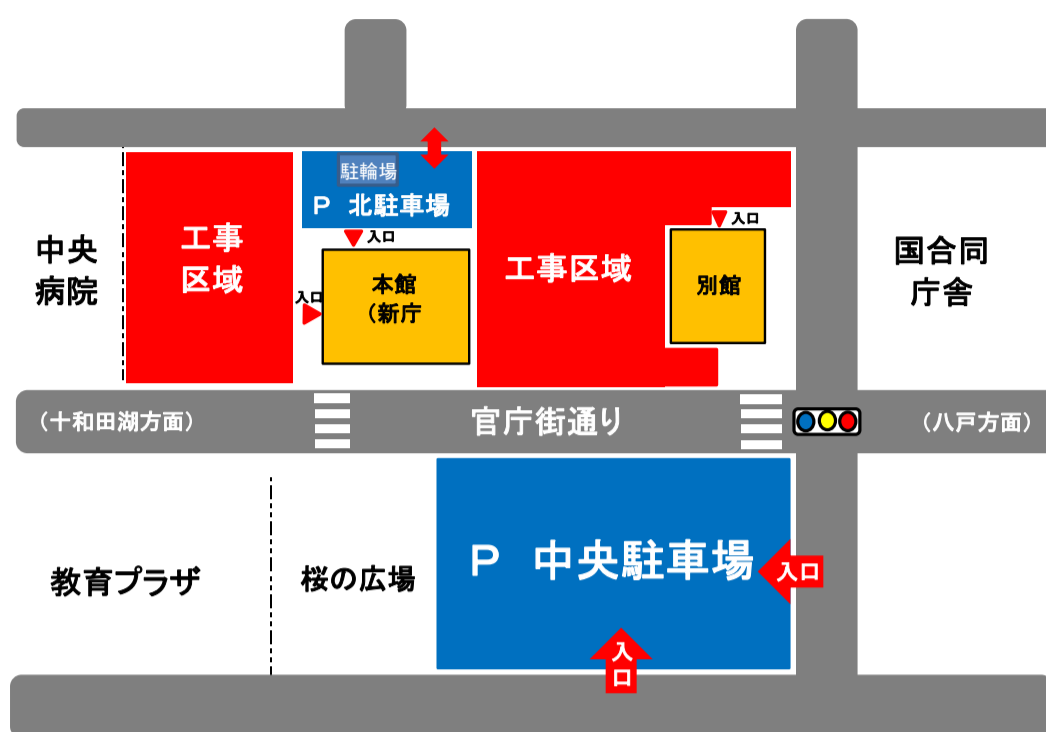 駐輪場
P 北駐車場
入口
中央
病院
工事
区域
入口
本館
(新庁
工事区域
入口
別館
国合同
庁舎
(十和田湖方面)
官庁街通り
(八戸方面)
教育プラザ
桜の広場
P 中央駐車場
入口
入
口